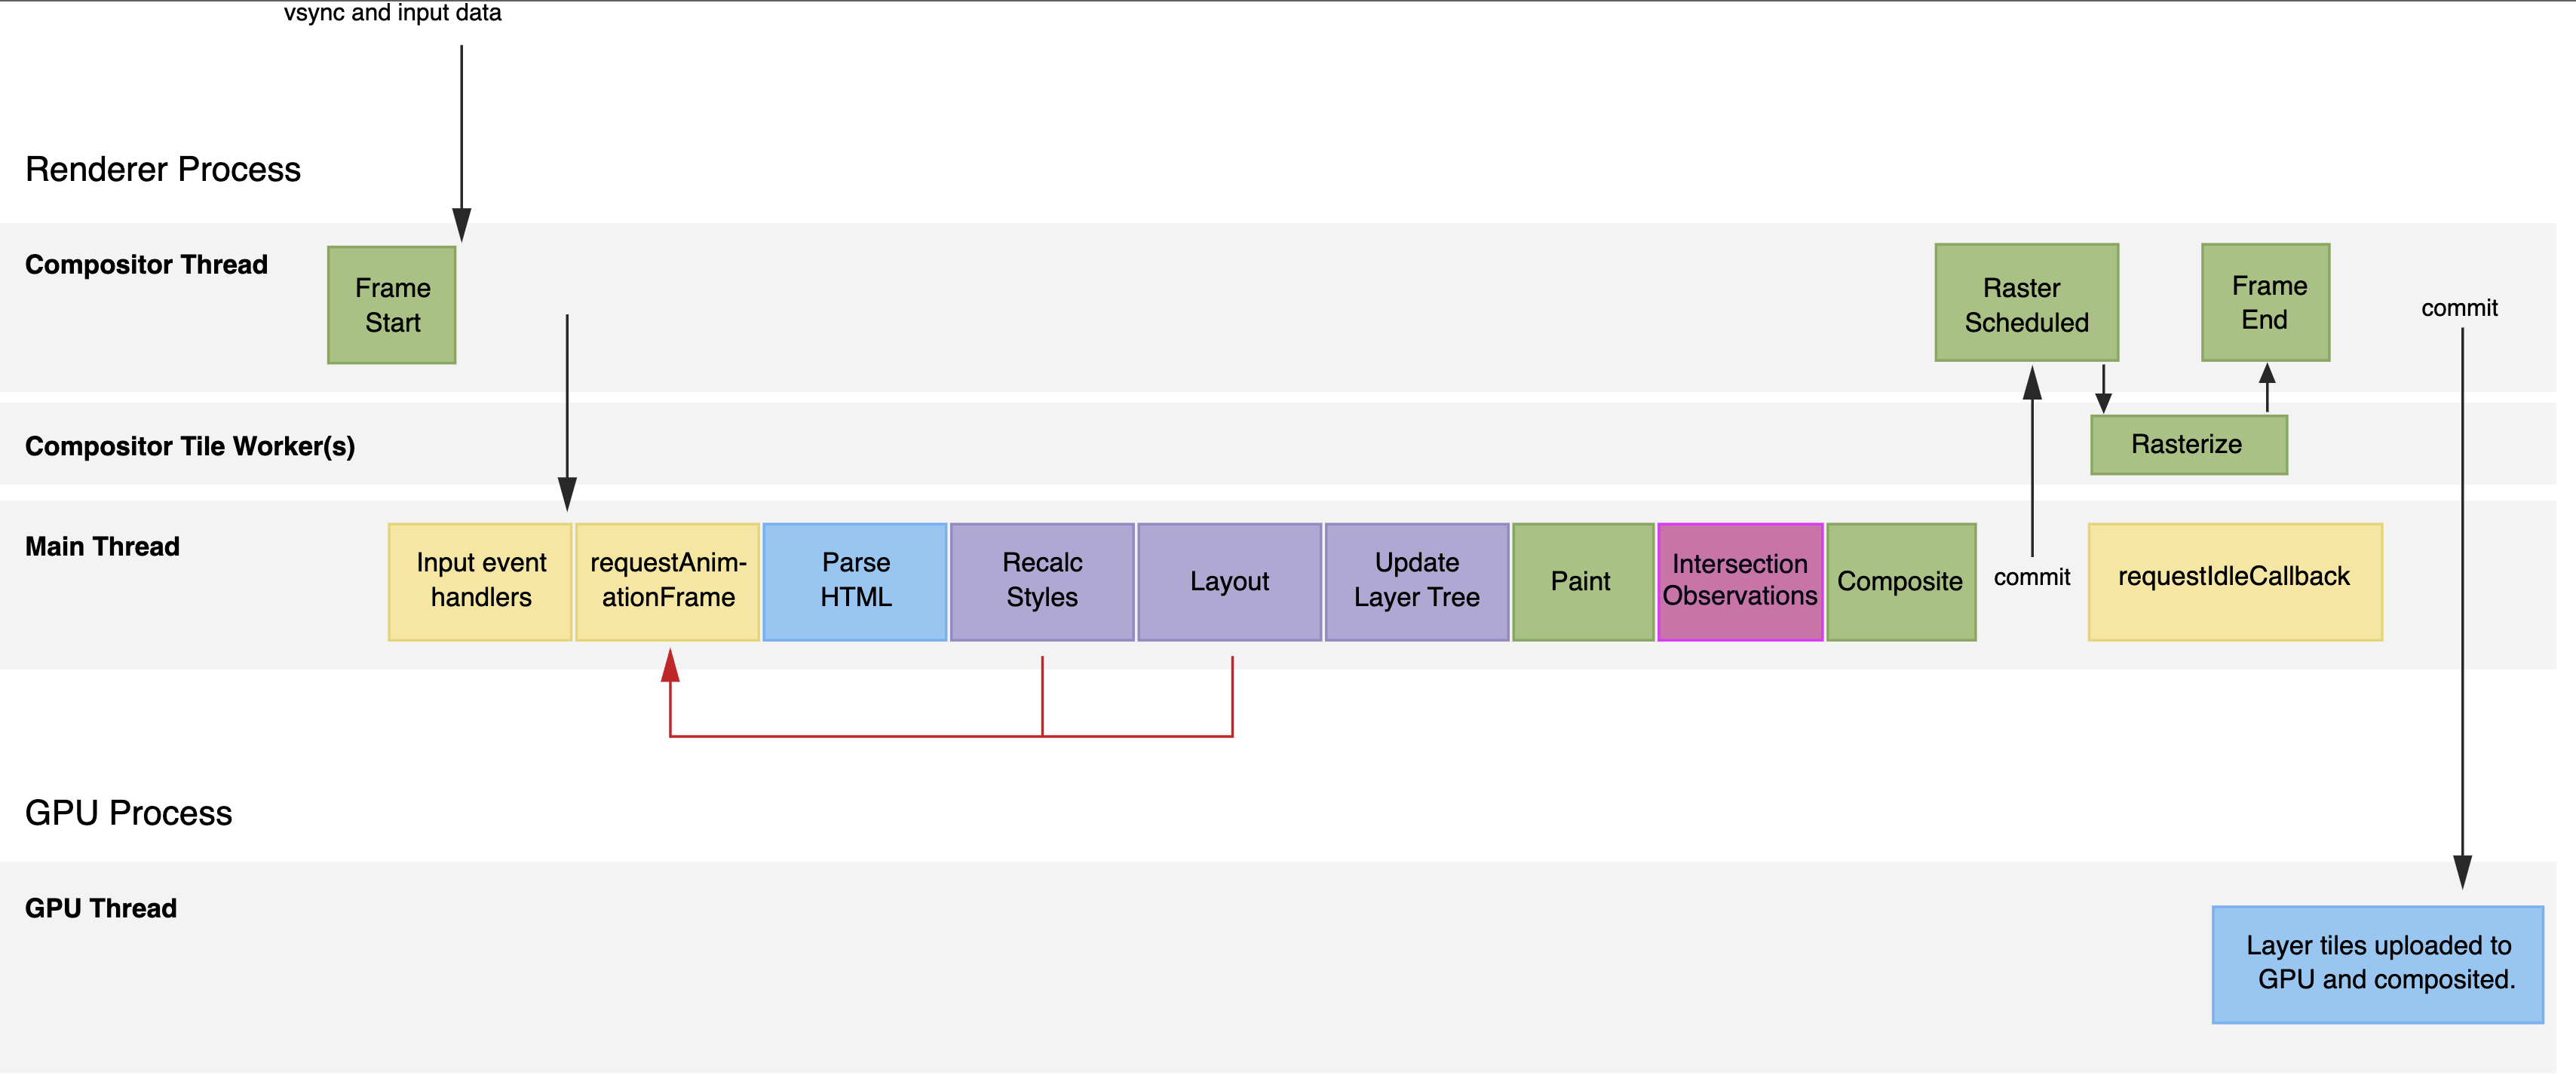 vsync and input data
Renderer Process
Compositor Thread
Frame
Start
Raster
Scheduled
Frame
End
commit
Compositor Tile Worker(s)
Rasterize
Main Thread
Input event
handlers
requestAnim-
ationFrame
Parse
HTML
Recalc
Styles
Layout
Update
Layer Tree
Paint
Intersection
Observations
Composite
commit
requestIdleCallback
GPU Process
GPU Thread
Layer tiles uploaded to
GPU and composited.